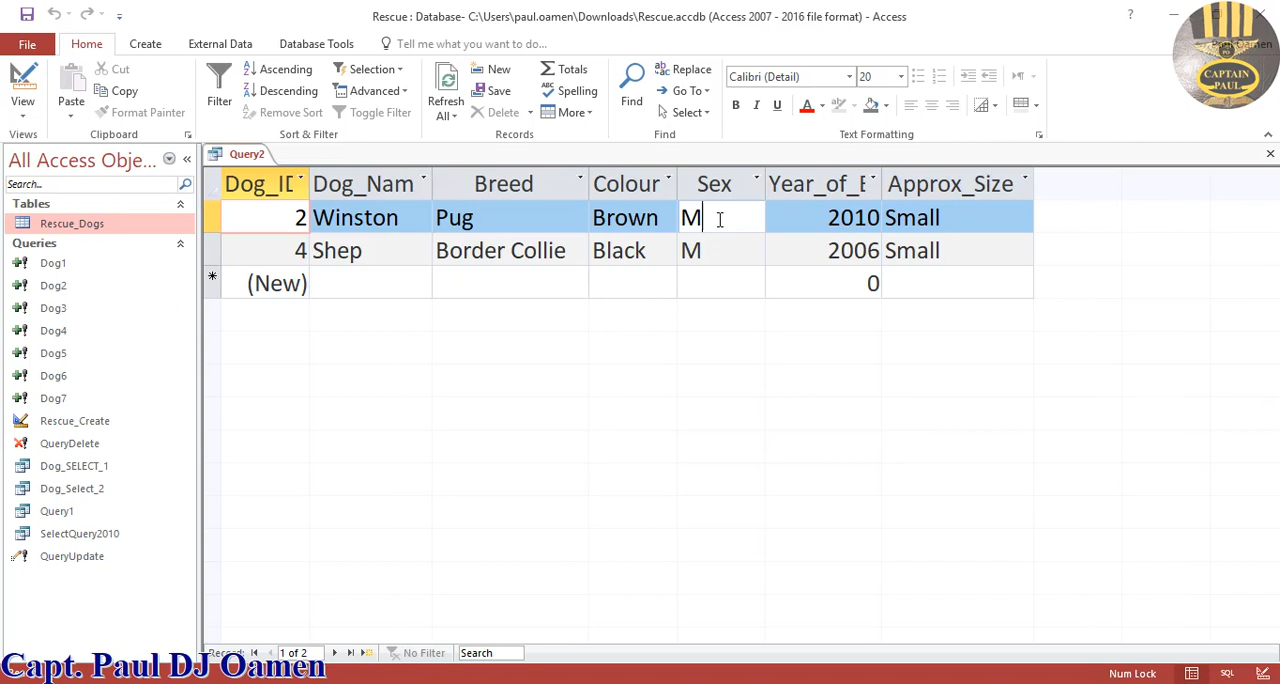 Rescue : Database- C:\Users\paul.oamen\Downloads\Rescue.accdb (Access 2007 - 2016 file format) - Access
?
File Home Create External Data Database Tools Tell me what you want to do...
CAPTAIN
PAUL
View
Views
Paste
Cut
Copy
Format Painter
Clipboard
Filter
Ascending
Descending
Remove Sort
Selection
Advanced
Toggle Filter
Sort & Filter
Refresh
All
New
Save
Delete
Totals
Spelling
More
Records
Find
Replace
Go To
Select
Find
Calibri (Detail) 20
B I U A
Text Formatting
All Access Obje...
Search...
Tables
Rescue_Dogs
Queries
Dog1
Dog2
Dog3
Dog4
Dog5
Dog6
Dog7
Rescue_Create
QueryDelete
Dog_SELECT_1
Dog_Select_2
Query1
SelectQuery2010
QueryUpdate
Query2
Dog_ID Dog_Nam Breed Colour Sex Year_of_E Approx_Size
2 Winston Pug Brown M 2010 Small
4 Shep Border Collie Black M 2006 Small
* (New) 0
1 of 2 No Filter Search
Capt. Paul DJ Oamen
Num Lock SQL